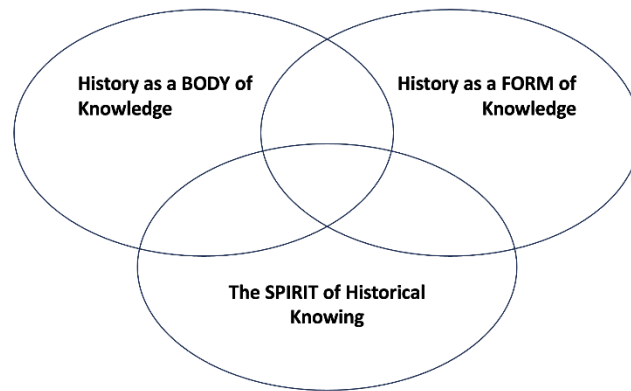 History as a BODY of
Knowledge
History as a FORM of
Knowledge
The SPIRIT of Historical
Knowing